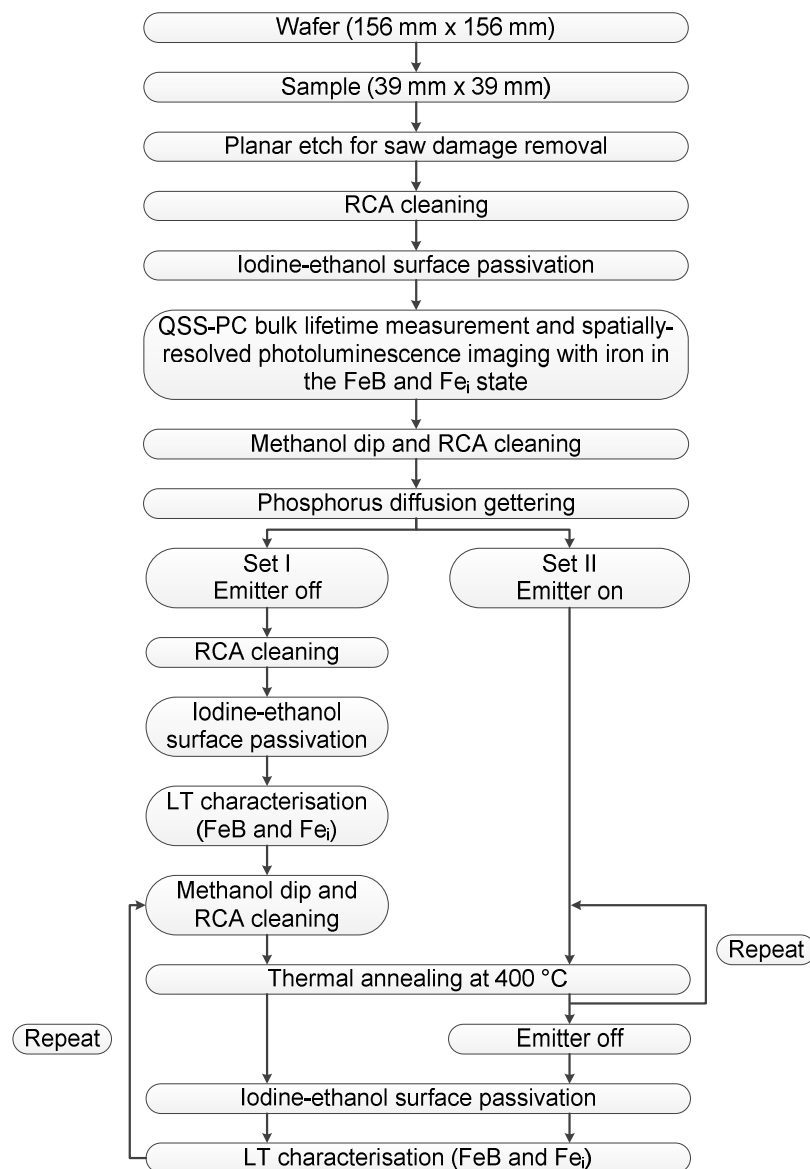 Wafer (156 mm x 156 mm)
Sample (39 mm x 39 mm)
Planar etch for saw damage removal
RCA cleaning
Iodine-ethanol surface passivation
QSS-PC bulk lifetime measurement and spatially-
resolved photoluminescence imaging with iron in
the FeB and Feᵢ state
Methanol dip and RCA cleaning
Phosphorus diffusion gettering
Set I
Emitter off
Set II
Emitter on
RCA cleaning
Iodine-ethanol
surface passivation
LT characterisation
(FeB and Feᵢ)
Methanol dip and
RCA cleaning
Repeat
Thermal annealing at 400 °C
Repeat
Emitter off
Iodine-ethanol surface passivation
LT characterisation (FeB and Feᵢ)